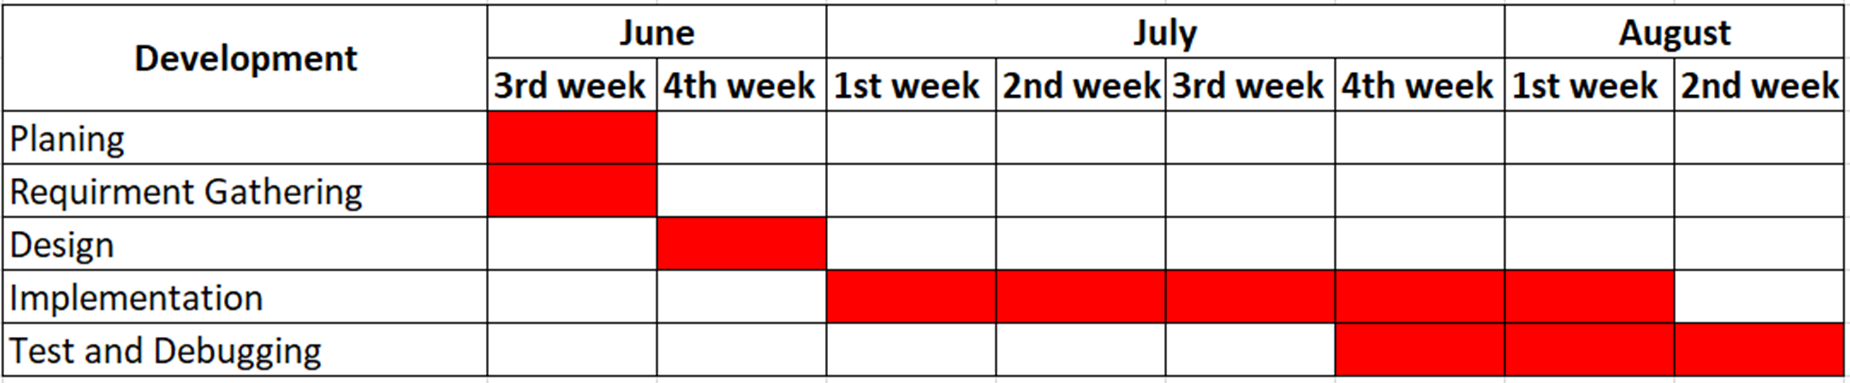 Development
June
July
August
3rd week
4th week
1st week
2nd week
3rd week
4th week
1st week
2nd week
Planing
Requirment Gathering
Design
Implementation
Test and Debugging